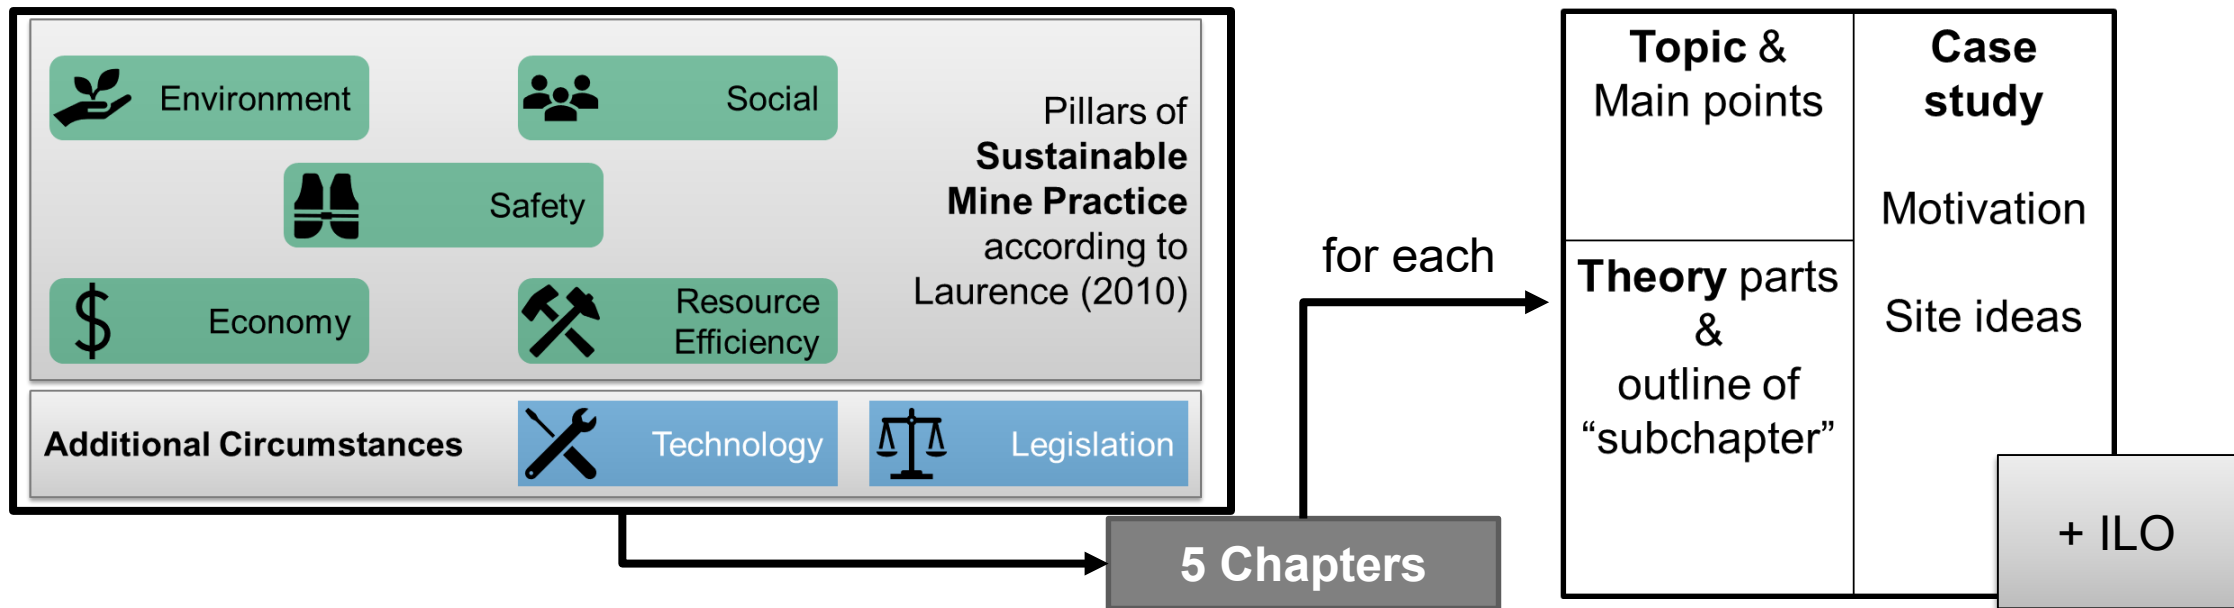 Environment
Social
Safety
Economy
Resource
Efficiency
Pillars of
Sustainable
Mine Practice
according to
Laurence (2010)
Additional Circumstances
Technology
Legislation
5 Chapters
for each
Topic &
Main points
Theory parts
&
outline of
“subchapter”
Case
study
Motivation
Site ideas
+ ILO